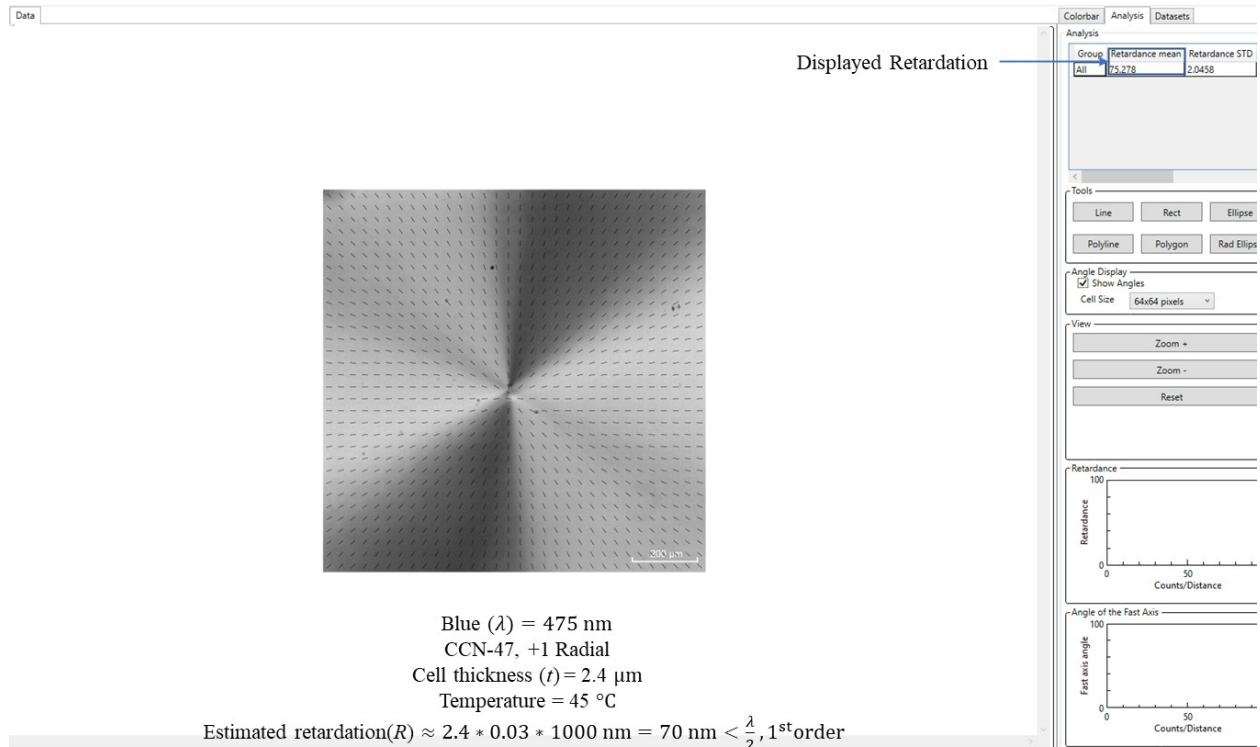 Data
Colorbar Analysis Datasets
Analysis
Displayed Retardation
Group Retardance mean Retardance STD
All 75.278 2.0458
Tools
Line Rect Ellipse
Polyline Polygon Rad Ellips
Angle Display
Show Angles
Cell Size 64x64 pixels
View
Zoom +
Zoom -
Reset
Retardance
100
Retardance
0
0 50
Counts/Distance
Angle of the Fast Axis
100
Fast axis angle
0
0 50
Counts/Distance
200 μm
Blue (λ) = 475 nm
CCN-47, +1 Radial
Cell thickness (t) = 2.4 μm
Temperature = 45 °C
Estimated retardation(R) ≈ 2.4 * 0.03 * 1000 nm = 70 nm < λ/2, 1st order